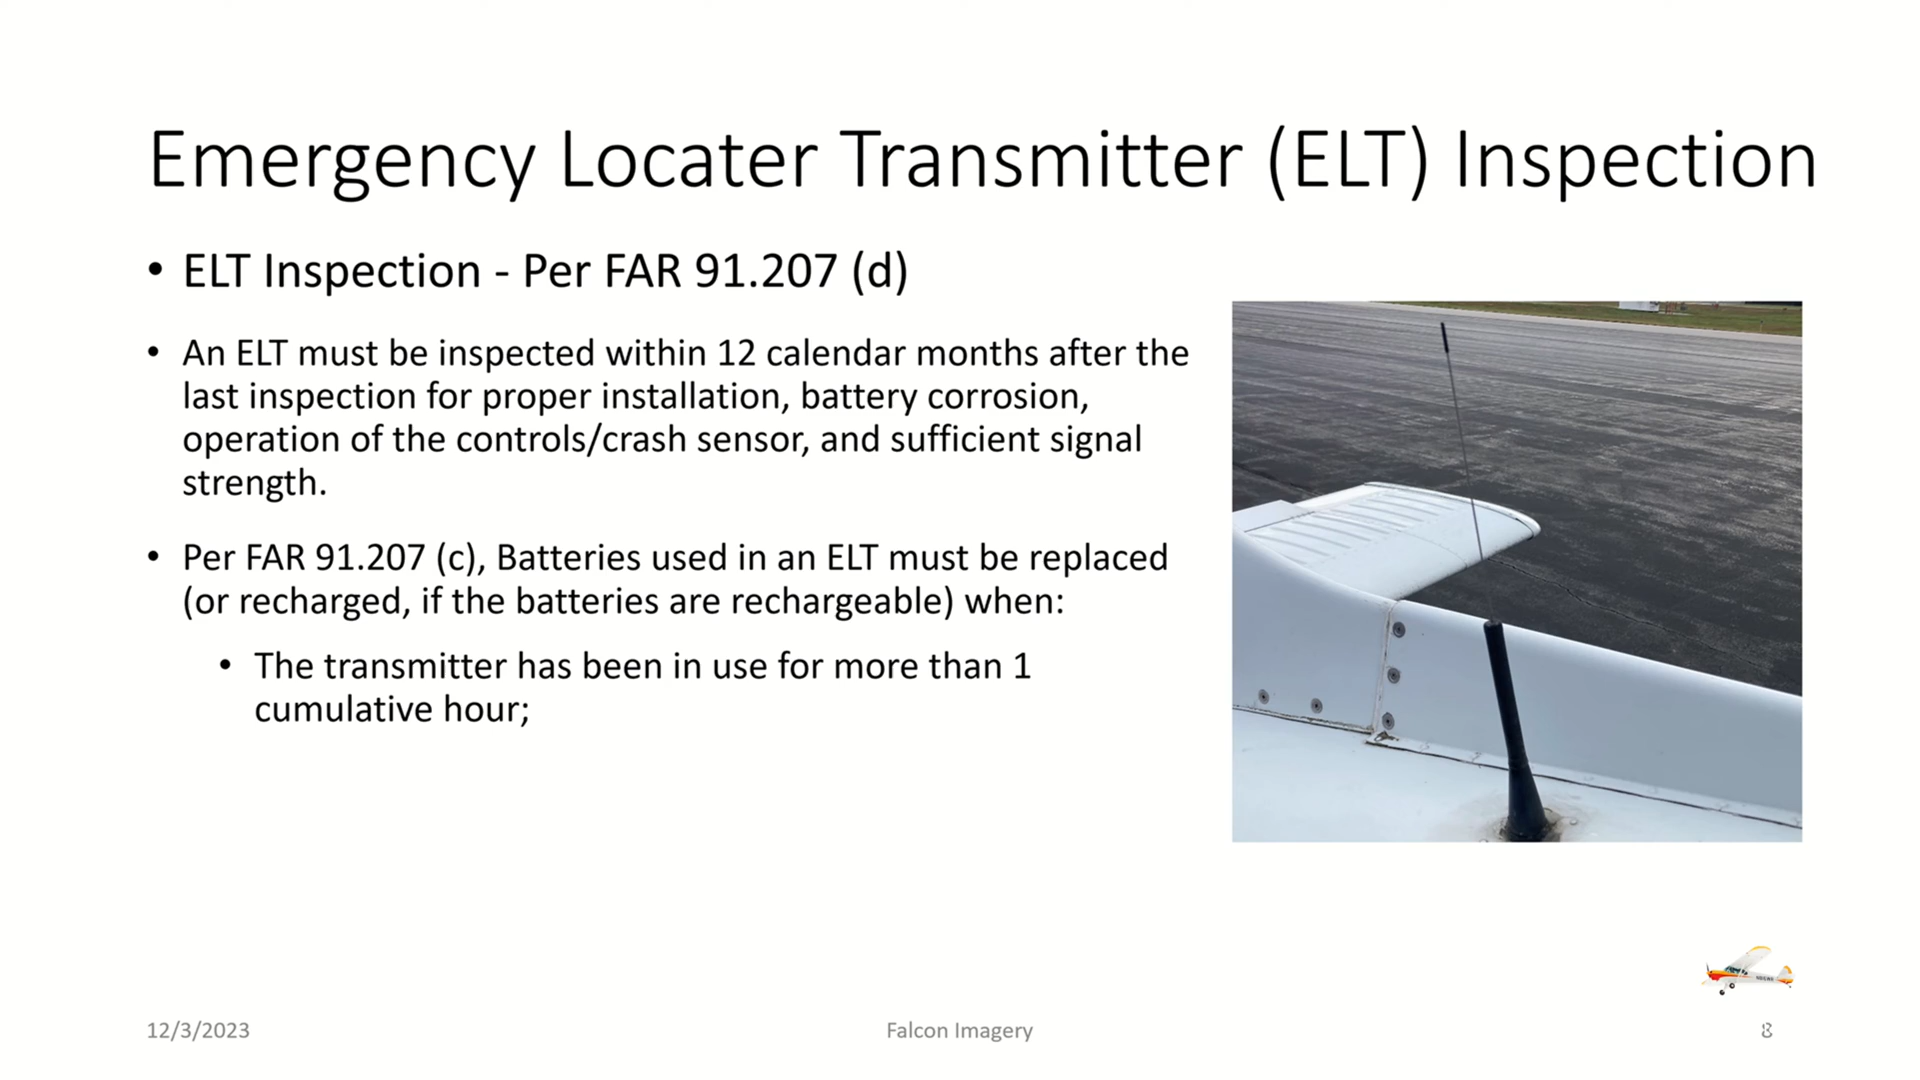 Emergency Locater Transmitter (ELT) Inspection
• ELT Inspection - Per FAR 91.207 (d)
• An ELT must be inspected within 12 calendar months after the
last inspection for proper installation, battery corrosion,
operation of the controls/crash sensor, and sufficient signal
strength.
• Per FAR 91.207 (c), Batteries used in an ELT must be replaced
(or recharged, if the batteries are rechargeable) when:
• The transmitter has been in use for more than 1
cumulative hour;
12/3/2023
Falcon Imagery
8